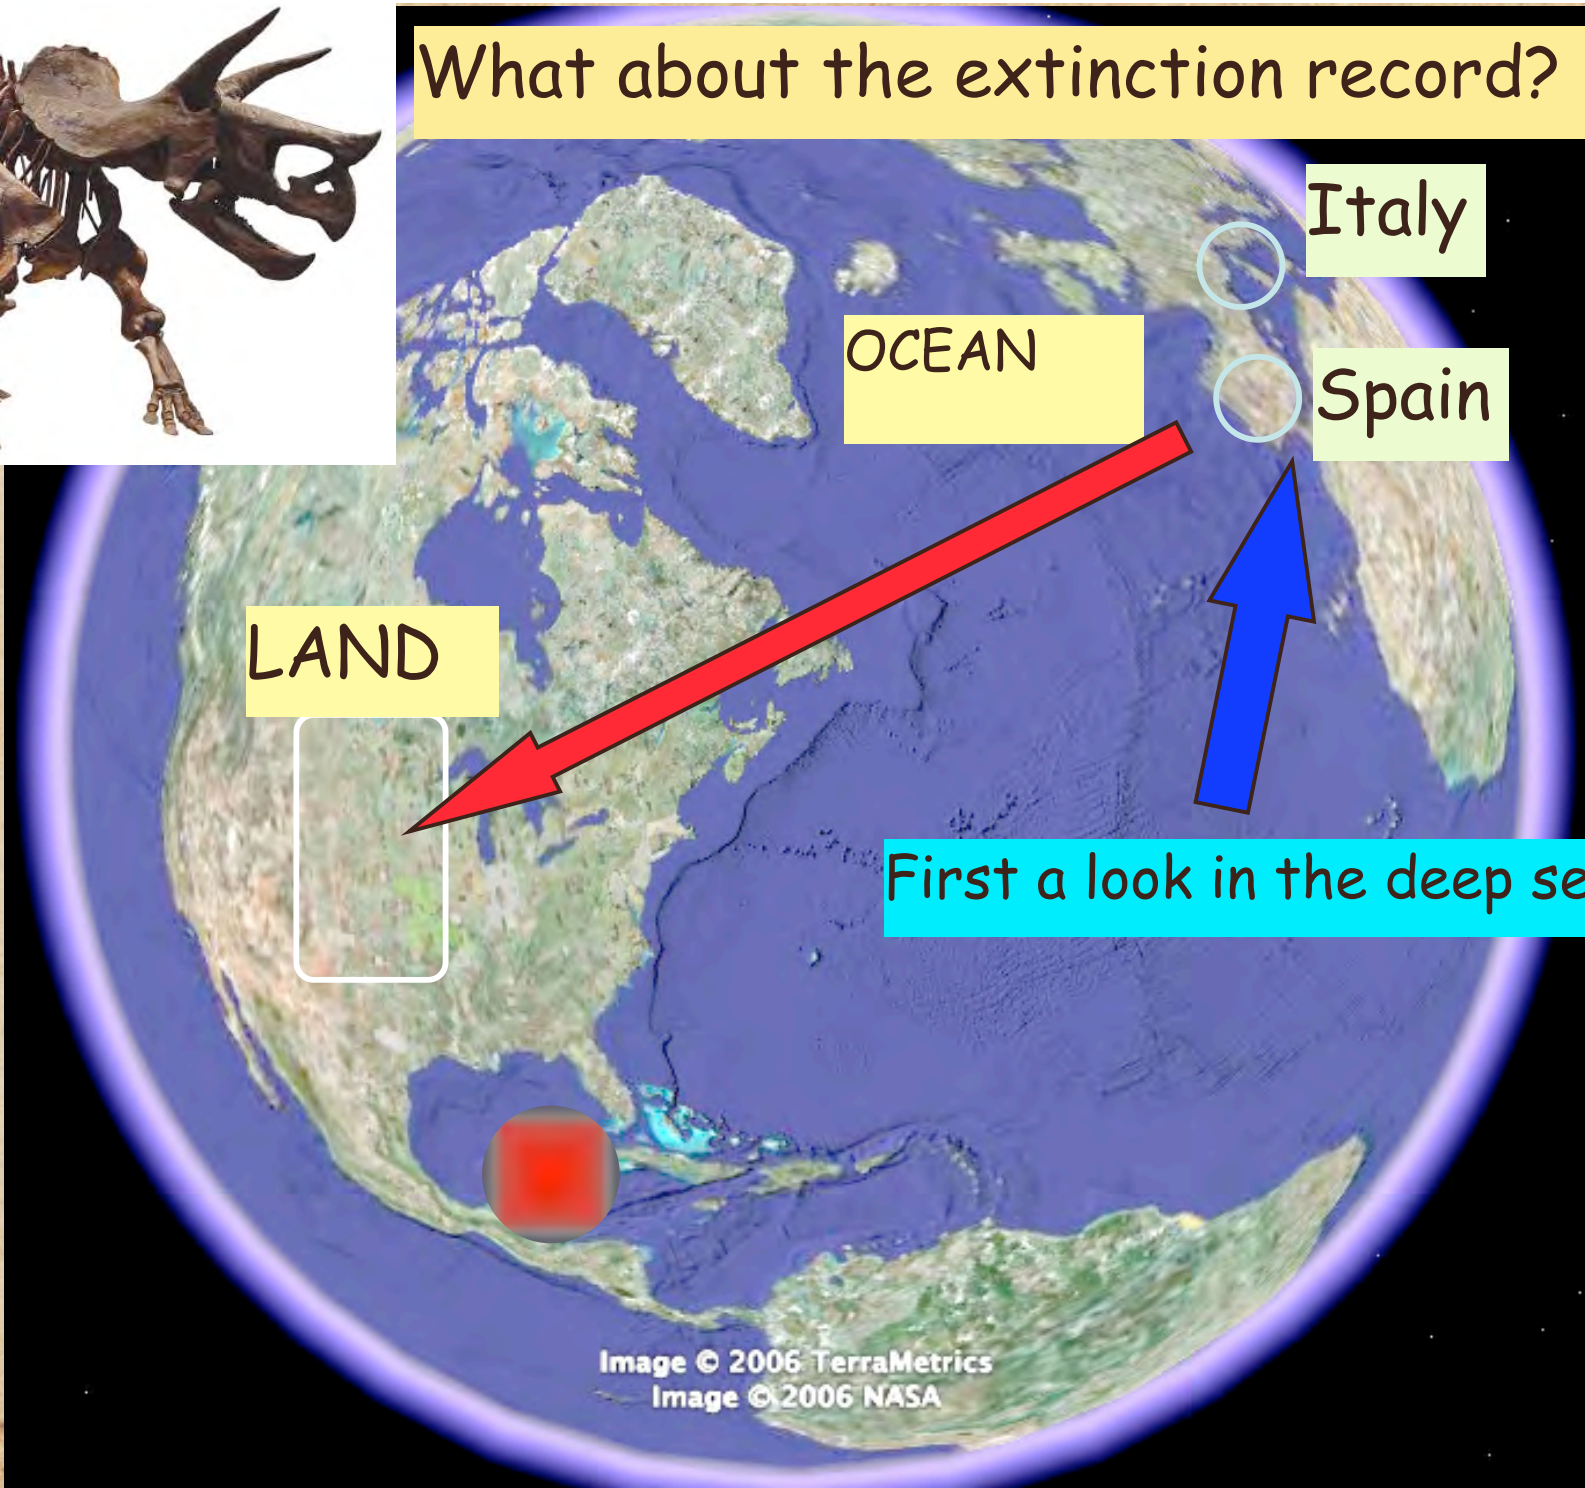 What about the extinction record?
Italy
OCEAN
Spain
LAND
First a look in the deep se
Image © 2006 TerraMetrics
Image © 2006 NASA